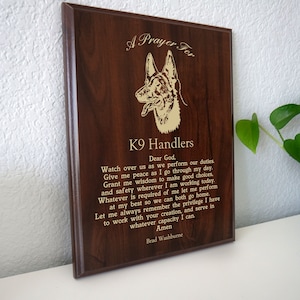 A Prayer For
K9 Handlers
Dear God,
Watch over us as we perform our duties.
Give me peace as I go through my day.
Grant me wisdom to make good choices,
and safety wherever I am working today.
Whatever is required of me let me perform
at my best so we can both go home.
Let me always remember the privilege I have
to work with your creation, and serve in
whatever capacity I can.
Amen
Brad Washburne